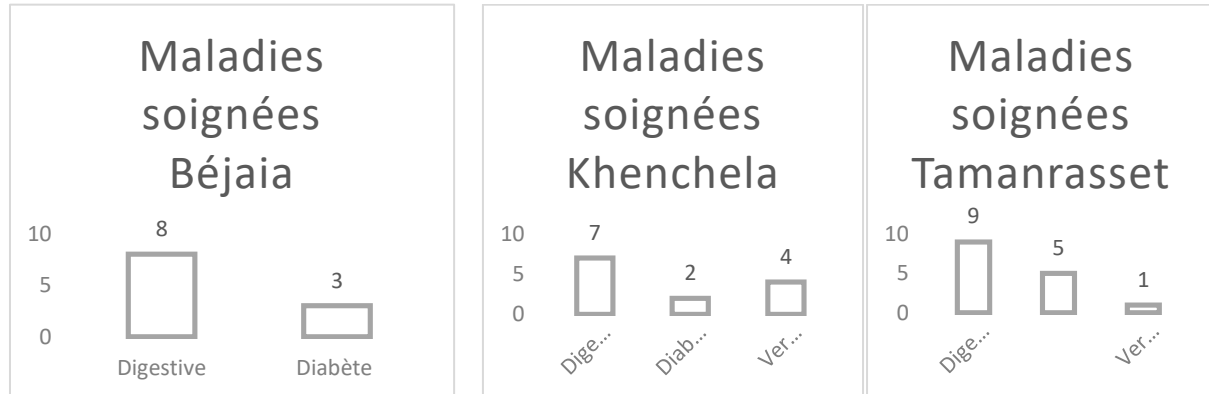 Maladies
soignées
Béjaia
8
3
10
5
0
Digestive
Diabète
Maladies
soignées
Khenchela
7
2
4
10
5
0
Dige...
Diab...
Ver...
Maladies
soignées
Tamanrasset
9
5
1
10
5
0
Dige...
Ver...